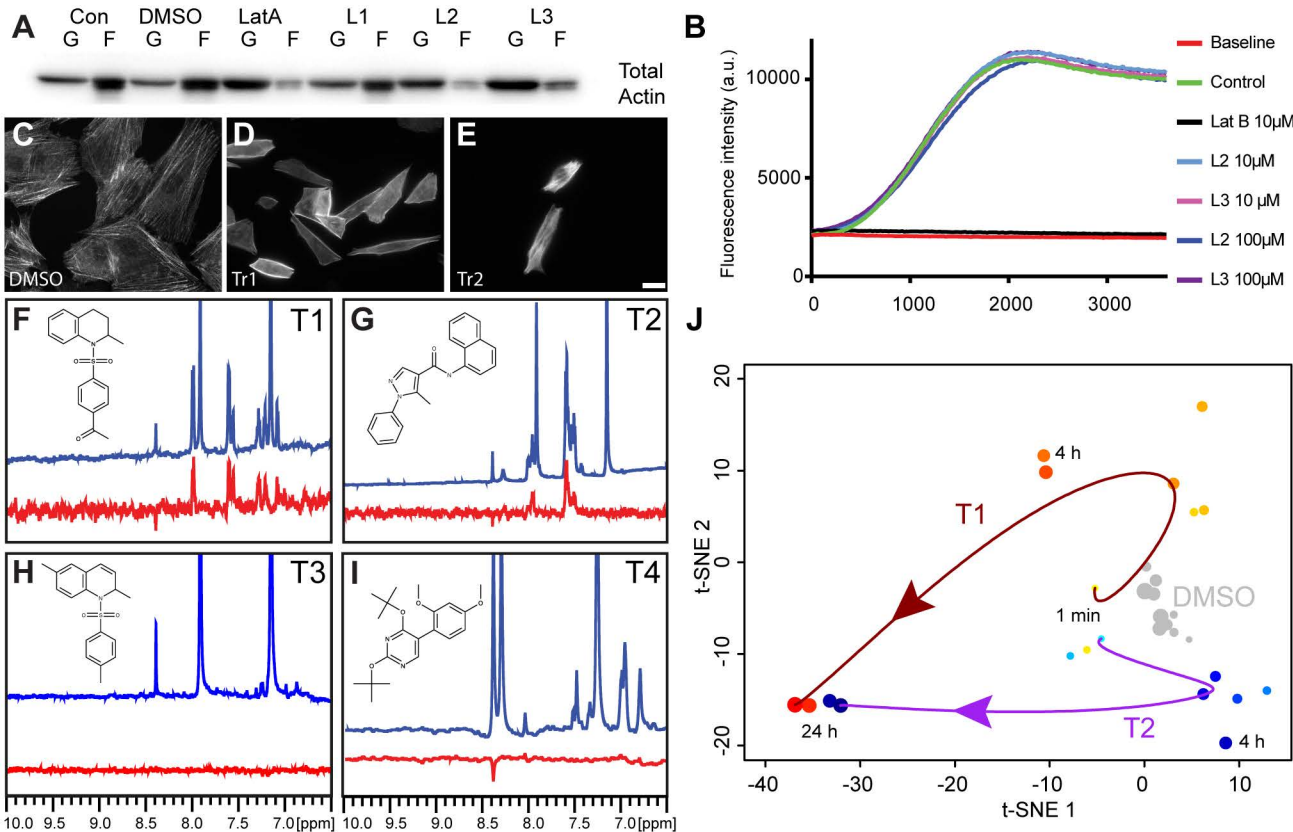 A
Con DMSO LatA L1 L2 L3
G F G F G F G F G F G F
Total
Actin
B
Fluorescence intensity (a.u.)
10000
5000
0
0 1000 2000 3000
Baseline
Control
Lat B 10µM
L2 10µM
L3 10 µM
L2 100µM
L3 100µM
C
DMSO
D
Tr1
E
Tr2
F
T1
N
O S O
O
G
T2
O
N
N
N
H
T3
N
O S O
10.0 9.5 9.0 8.5 8.0 7.5 7.0[ppm]
I
T4
O
O
O
N
O
N
10.0 9.5 9.0 8.5 8.0 7.5 7.0[ppm]
J
t-SNE 2
20
10
0
-10
-20
4 h
T1
DMSO
1 min
24 h
T2
4 h
-40 -30 -20 -10 0 10
t-SNE 1